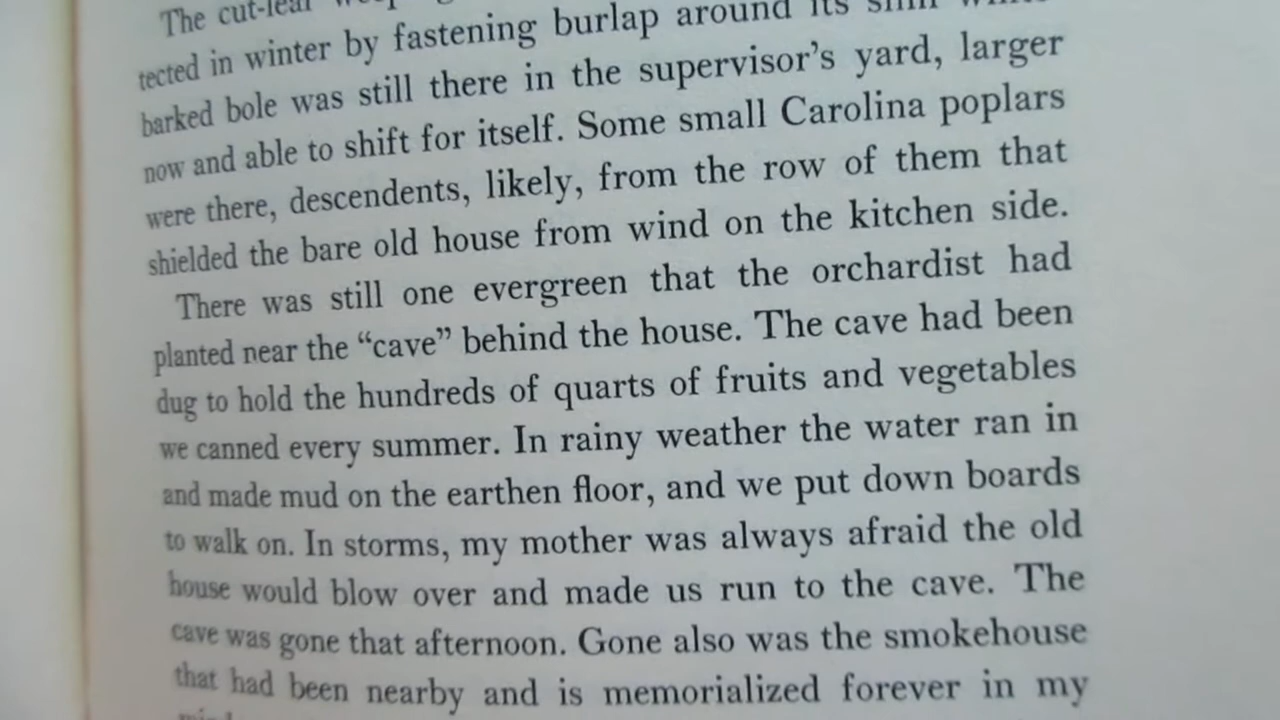 The cut-leaf
tected in winter by fastening burlap around its slim white
barked bole was still there in the supervisor's yard, larger
now and able to shift for itself. Some small Carolina poplars
were there, descendents, likely, from the row of them that
shielded the bare old house from wind on the kitchen side.
There was still one evergreen that the orchardist had
planted near the “cave” behind the house. The cave had been
dug to hold the hundreds of quarts of fruits and vegetables
we canned every summer. In rainy weather the water ran in
and made mud on the earthen floor, and we put down boards
to walk on. In storms, my mother was always afraid the old
house would blow over and made us run to the cave. The
cave was gone that afternoon. Gone also was the smokehouse
that had been nearby and is memorialized forever in my